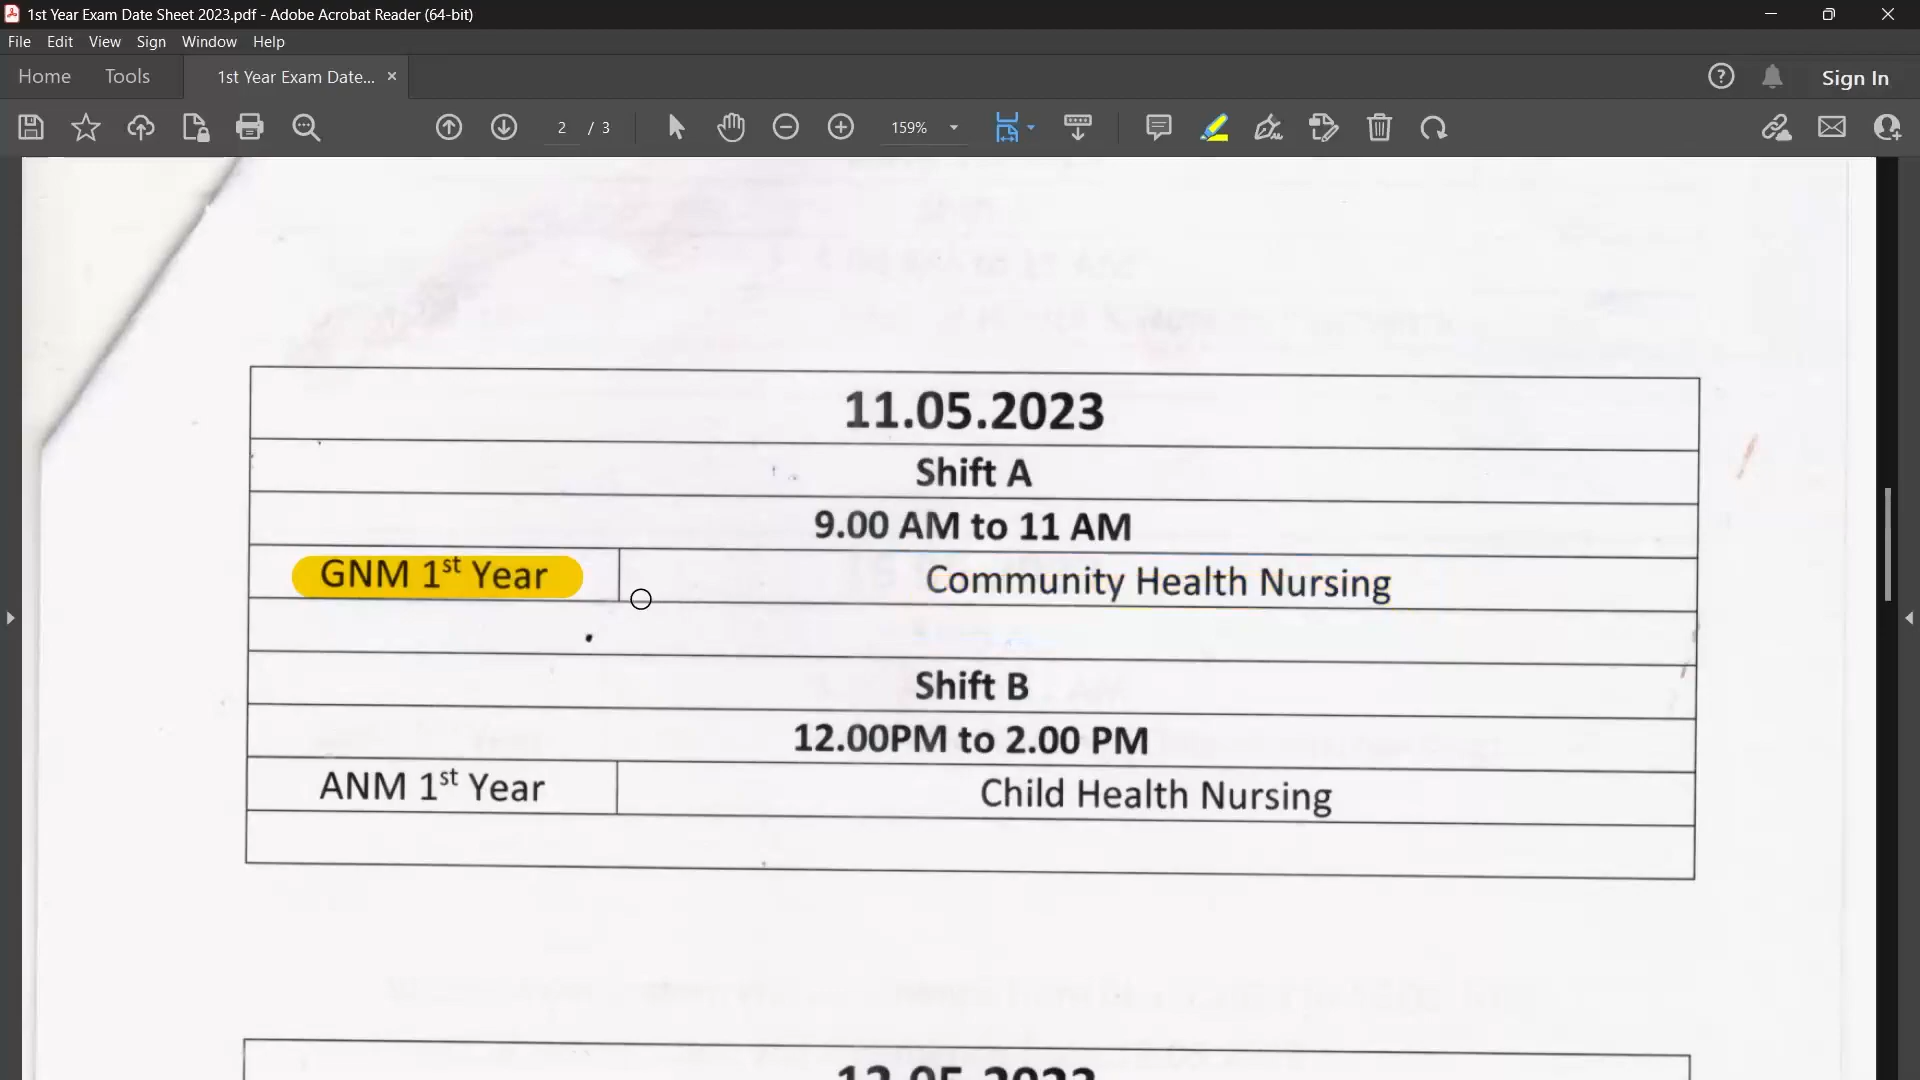 1st Year Exam Date Sheet 2023.pdf - Adobe Acrobat Reader (64-bit)
File Edit View Sign Window Help
Home Tools 1st Year Exam Date... × Sign In
2 / 3 159%
11.05.2023
Shift A
9.00 AM to 11 AM
GNM 1st Year Community Health Nursing
Shift B
12.00PM to 2.00 PM
ANM 1st Year Child Health Nursing